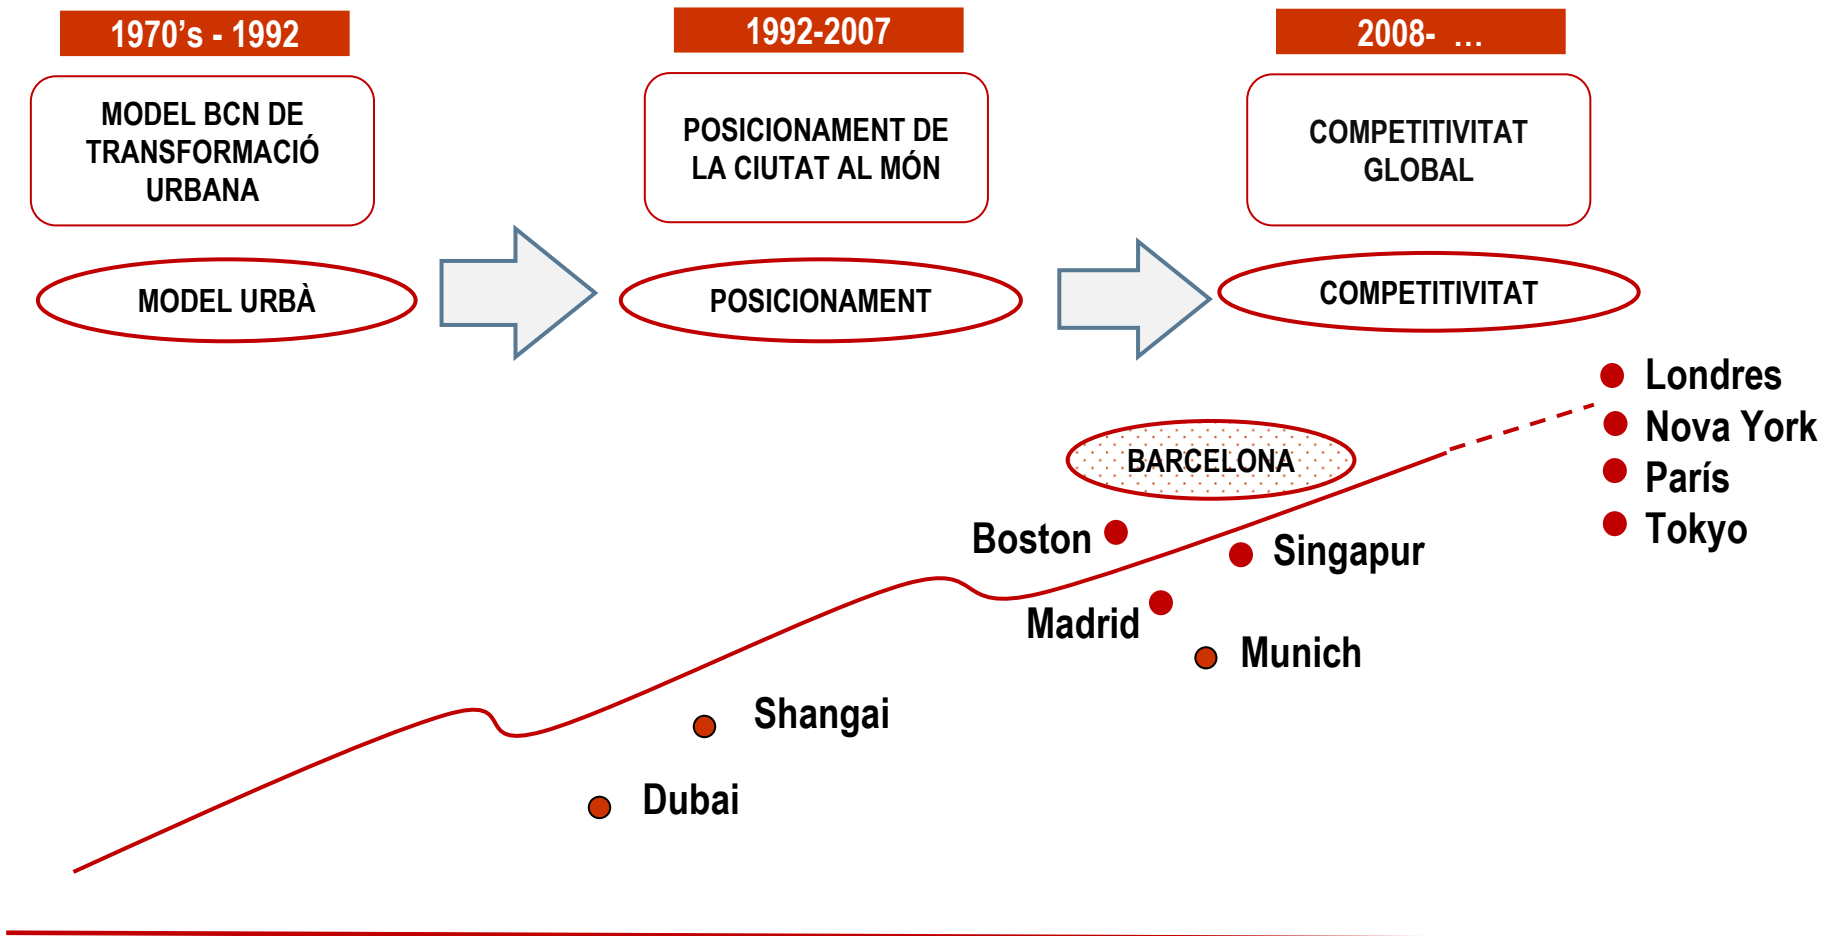 1970’s - 1992
1992-2007
2008- …
MODEL BCN DE
TRANSFORMACIÓ
URBANA
POSICIONAMENT DE
LA CIUTAT AL MÓN
COMPETITIVITAT
GLOBAL
MODEL URBÀ
POSICIONAMENT
COMPETITIVITAT
Londres
Nova York
París
Tokyo
BARCELONA
Boston
Singapur
Madrid
Munich
Shangai
Dubai